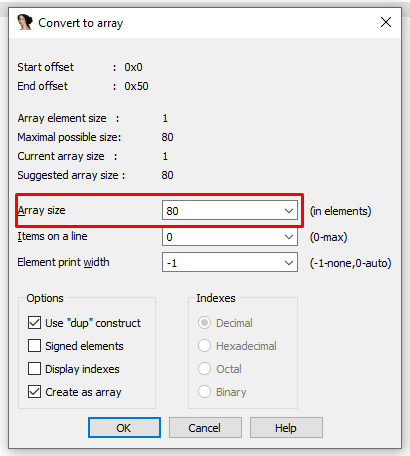 Convert to array
Start offset : 0x0
End offset : 0x50
Array element size : 1
Maximal possible size: 80
Current array size : 1
Suggested array size : 80
Array size 80 (in elements)
Items on a line 0 (0-max)
Element print width -1 (-1-none,0-auto)
Options Indexes
Use "dup" construct Decimal
Signed elements Hexadecimal
Display indexes Octal
Create as array Binary
OK Cancel Help